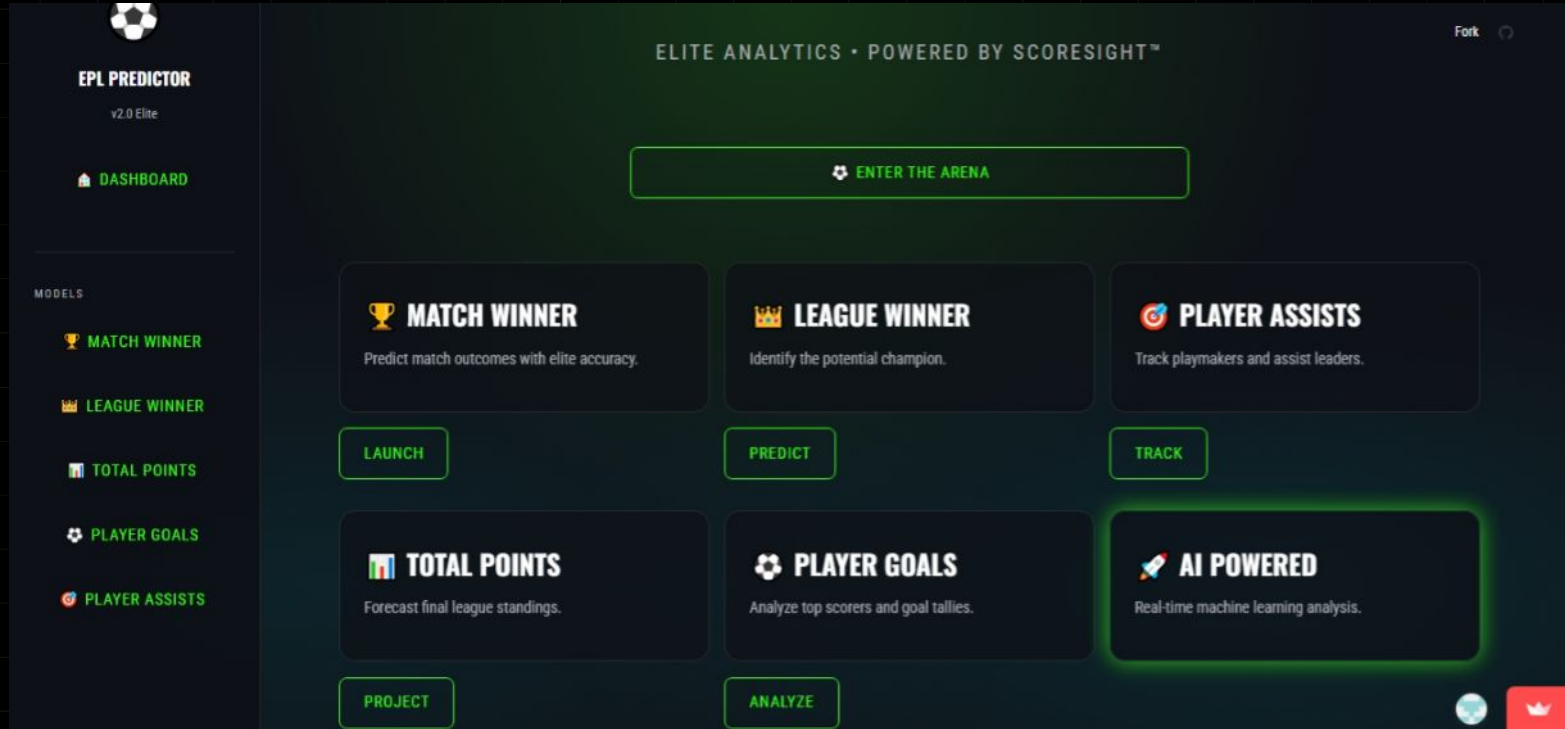 EPL PREDICTOR
v2.0 Elite
DASHBOARD
MODELS
MATCH WINNER
LEAGUE WINNER
TOTAL POINTS
PLAYER GOALS
PLAYER ASSISTS
Fork
ELITE ANALYTICS • POWERED BY SCORESIGHT™
ENTER THE ARENA
MATCH WINNER
Predict match outcomes with elite accuracy.
LAUNCH
LEAGUE WINNER
Identify the potential champion.
PREDICT
PLAYER ASSISTS
Track playmakers and assist leaders.
TRACK
TOTAL POINTS
Forecast final league standings.
PROJECT
PLAYER GOALS
Analyze top scorers and goal tallies.
ANALYZE
AI POWERED
Real-time machine learning analysis.